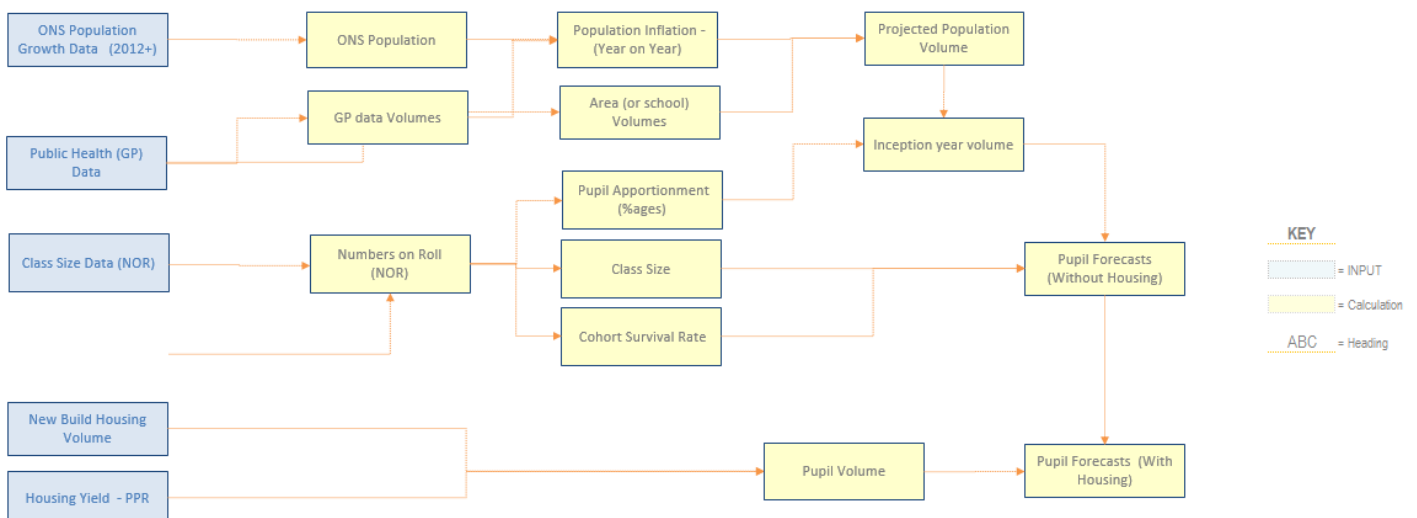 ONS Population
Growth Data (2012+)
ONS Population
Population Inflation -
(Year on Year)
Projected Population
Volume
GP data Volumes
Area (or school)
Volumes
Public Health (GP)
Data
Inception year volume
Pupil Apportionment
(%ages)
Class Size Data (NOR)
Numbers on Roll
(NOR)
Class Size
Pupil Forecasts
(Without Housing)
Cohort Survival Rate
KEY
= INPUT
= Calculation
ABC = Heading
New Build Housing
Volume
Housing Yield - PPR
Pupil Volume
Pupil Forecasts (With
Housing)